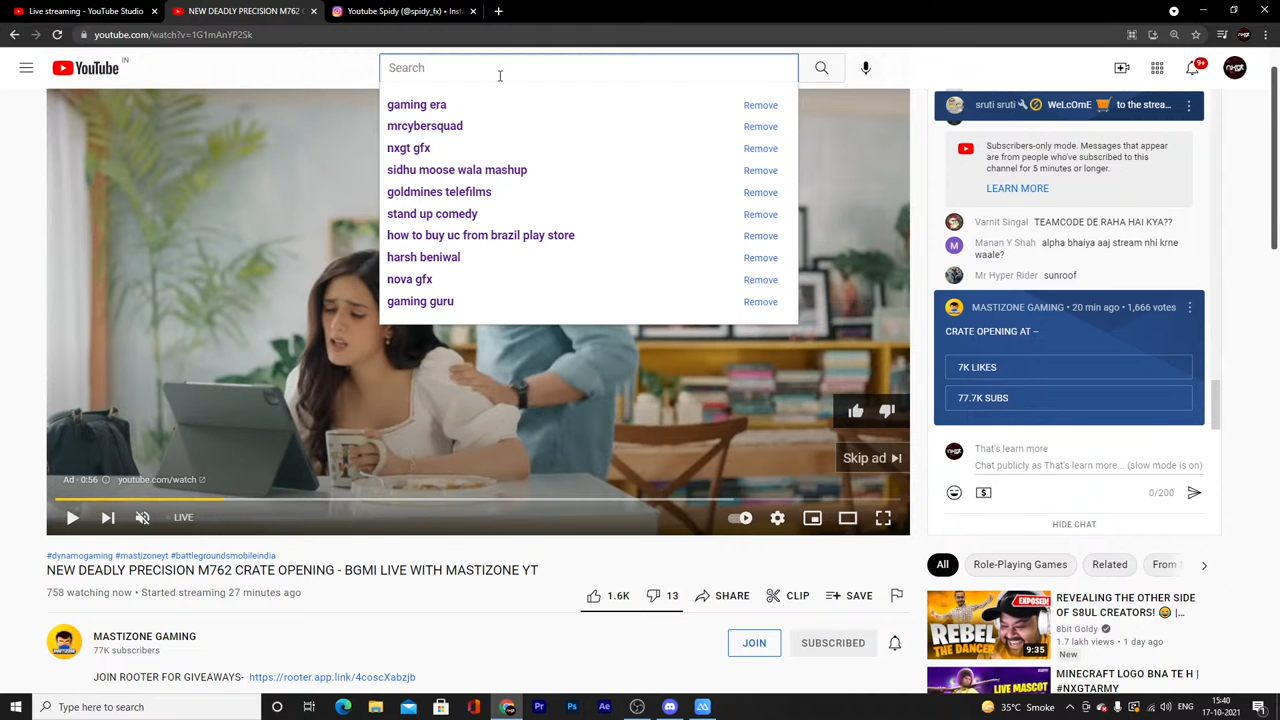 Live streaming - YouTube Studio
NEW DEADLY PRECISION M762 C
Instagram Spidy (@spidy_fx) • Inst
youtube.com/watch?v=1G1mAnYP2Sk
YouTube IN
Search
9+
nxgt
gaming era Remove
mrcybersquad Remove
nxgt gfx Remove
sidhu moose wala mashup Remove
goldmines telefilms Remove
stand up comedy Remove
how to buy uc from brazil play store Remove
harsh beniwal Remove
nova gfx Remove
gaming guru Remove
Skip ad
Ad · 0:56 youtube.com/watch
LIVE
#dynamogaming #mastizoneyt #battlegroundsmobileindia
NEW DEADLY PRECISION M762 CRATE OPENING - BGMI LIVE WITH MASTIZONE YT
758 watching now • Started streaming 27 minutes ago
1.6K 13 SHARE CLIP SAVE
MASTIZONE GAMING
77K subscribers
JOIN SUBSCRIBED
JOIN ROOTER FOR GIVEAWAYS- https://rooter.app.link/4coscXabzjb
sruti sruti WeLcOmE to the strea...
Subscribers-only mode. Messages that appear
are from people who've subscribed to this
channel for 5 minutes or longer.
LEARN MORE
Varnit Singal TEAMCODE DE RAHA HAI KYA??
M Manan Y Shah alpha bhaiya aaj stream nhi krne
waale?
Mr Hyper Rider sunroof
MASTIZONE GAMING • 20 min ago • 1,666 votes
CRATE OPENING AT –
7K LIKES
77.7K SUBS
That's learn more
Chat publicly as That's learn more... (slow mode is on)
0/200
HIDE CHAT
All Role-Playing Games Related From
EXPOSED!
REBEL
THE DANCER
9:35
REVEALING THE OTHER SIDE
OF S8UL CREATORS! 😂 |...
8bit Goldy
1.7 lakh views • 1 day ago
New
LIVE MASCOT
MINECRAFT LOGO BNA TE H |
#NXGTARMY
Type here to search
Pr Ps Ae
35°C Smoke
ENG
15:40
17-10-2021